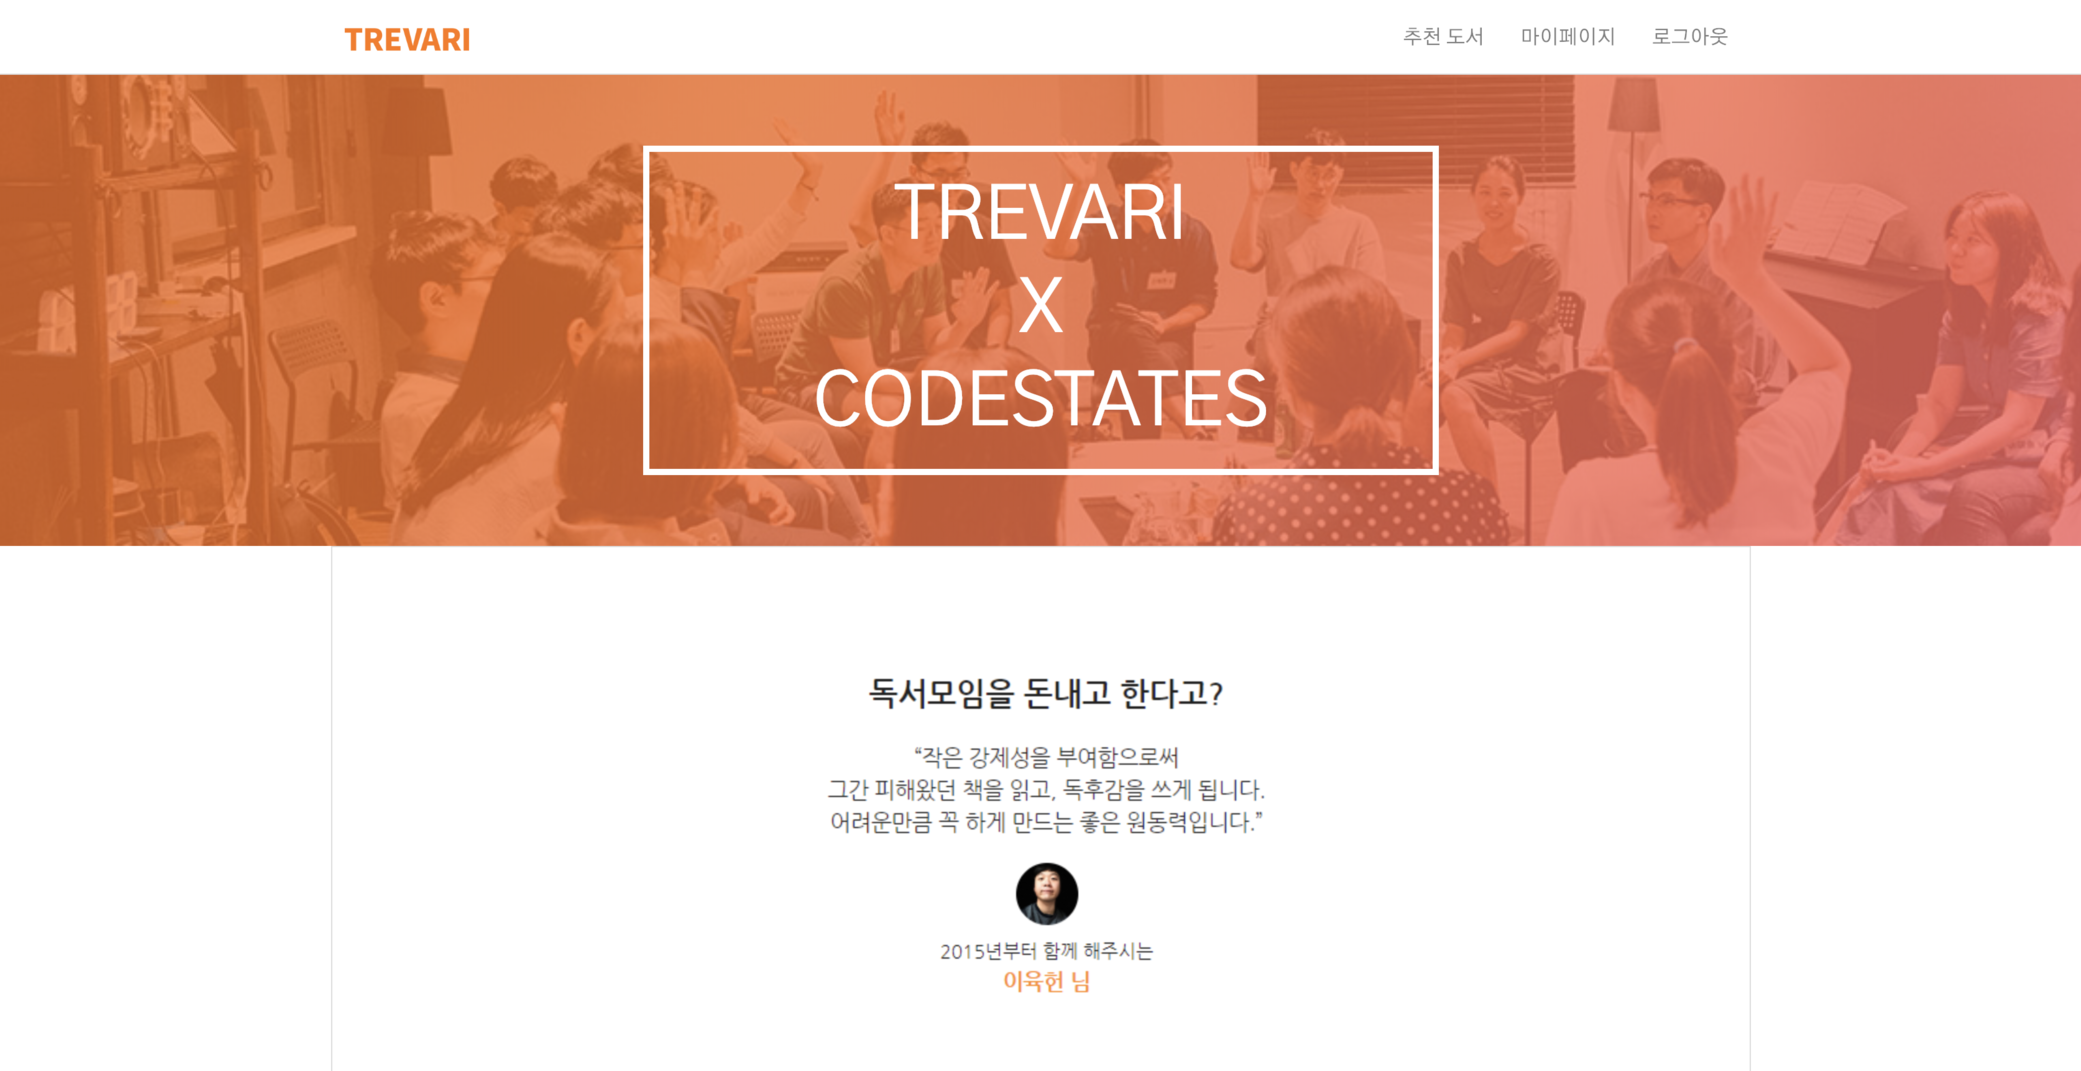 TREVARI
추천 도서
마이페이지
로그아웃
TREVARI
X
CODESTATES
독서모임을 돈내고 한다고?
“작은 강제성을 부여함으로써
그간 피해왔던 책을 읽고, 독후감을 쓰게 됩니다.
어려운만큼 꼭 하게 만드는 좋은 원동력입니다.”
2015년부터 함께 해주시는
이육헌 님